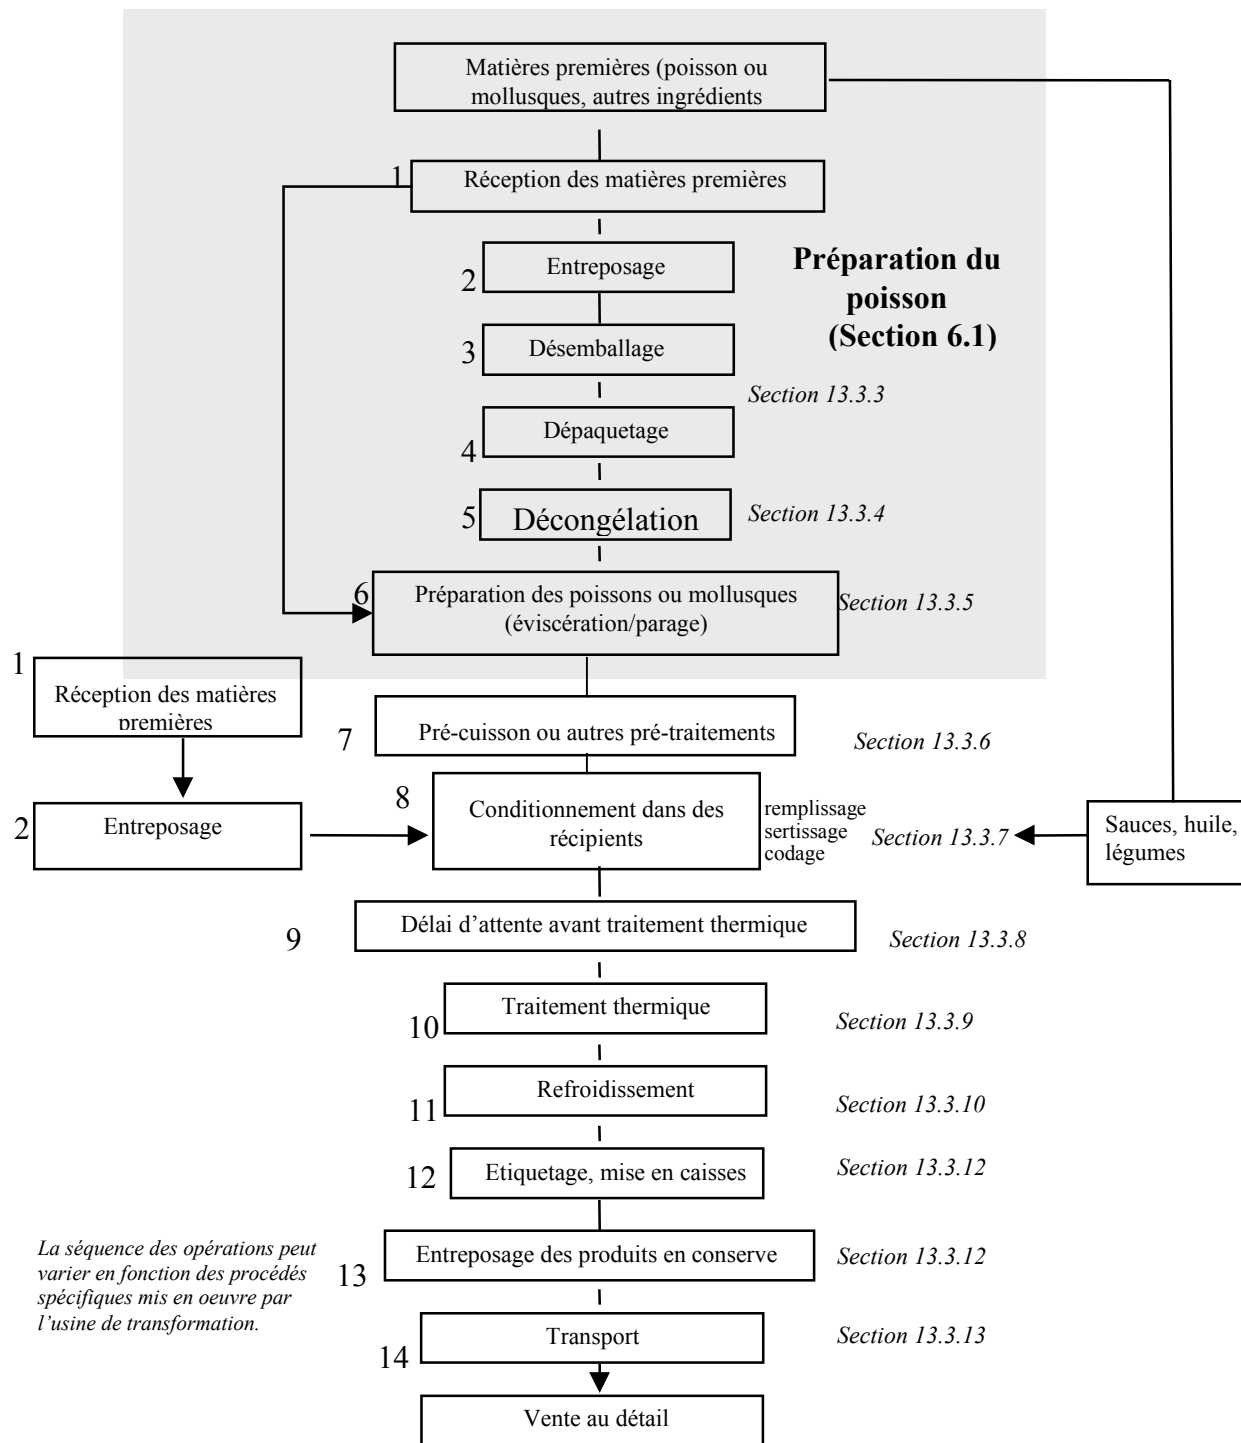 Matières premières (poisson ou
mollusques, autres ingrédients
1
Réception des matières premières
2
Entreposage
Préparation du
poisson
(Section 6.1)
3
Désemballage
Section 13.3.3
4
Dépaquetage
5
Décongélation
Section 13.3.4
6
Préparation des poissons ou mollusques
(éviscération/parage)
Section 13.3.5
1
Réception des matières
premières
7
Pré-cuisson ou autres pré-traitements
Section 13.3.6
2
Entreposage
8
Conditionnement dans des
récipients
remplissage
sertissage
codage
Section 13.3.7
Sauces, huile,
légumes
9
Délai d’attente avant traitement thermique
Section 13.3.8
10
Traitement thermique
Section 13.3.9
11
Refroidissement
Section 13.3.10
12
Etiquetage, mise en caisses
Section 13.3.12
La séquence des opérations peut
varier en fonction des procédés
spécifiques mis en oeuvre par
l’usine de transformation.
13
Entreposage des produits en conserve
Section 13.3.12
14
Transport
Section 13.3.13
Vente au détail